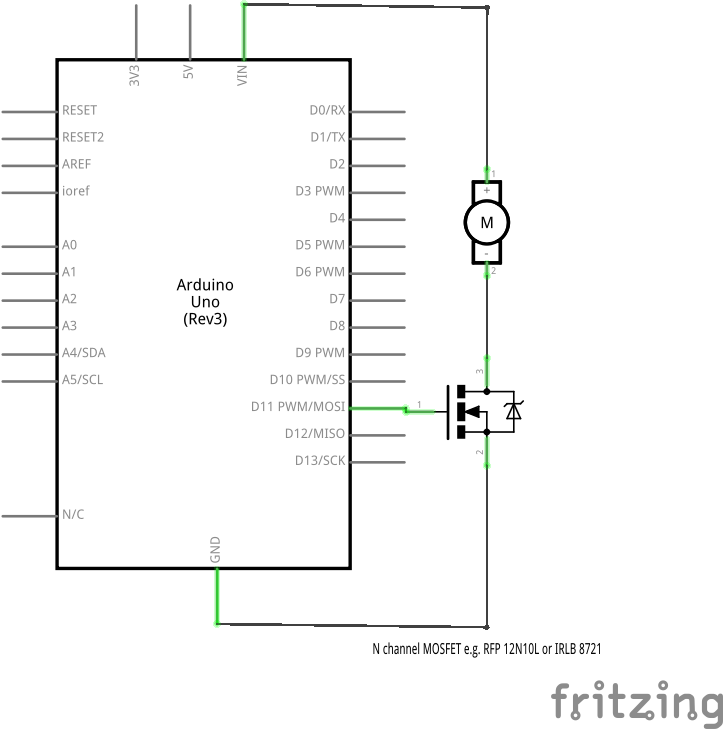 3V3
5V
VIN
RESET
RESET2
AREF
ioref
A0
A1
A2
A3
A4/SDA
A5/SCL
N/C
Arduino
Uno
(Rev3)
D0/RX
D1/TX
D2
D3 PWM
D4
D5 PWM
D6 PWM
D7
D8
D9 PWM
D10 PWM/SS
D11 PWM/MOSI
D12/MISO
D13/SCK
GND
1
+
M
-
2
3
1
2
N channel MOSFET e.g. RFP 12N10L or IRLB 8721
fritzing